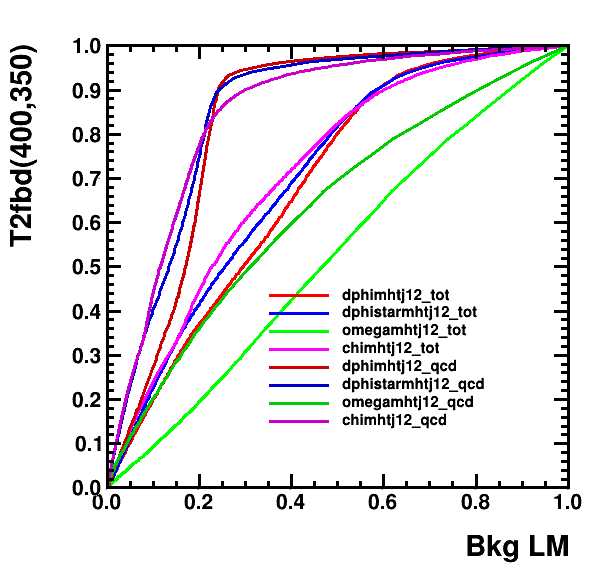 T2fbd(400,350)
1.0
0.9
0.8
0.7
0.6
0.5
0.4
0.3
0.2
0.1
0.0
dphimhtj12_tot
dphistarmhtj12_tot
omegamhtj12_tot
chimhtj12_tot
dphimhtj12_qcd
dphistarmhtj12_qcd
omegamhtj12_qcd
chimhtj12_qcd
0.0 0.2 0.4 0.6 0.8 1.0
Bkg LM